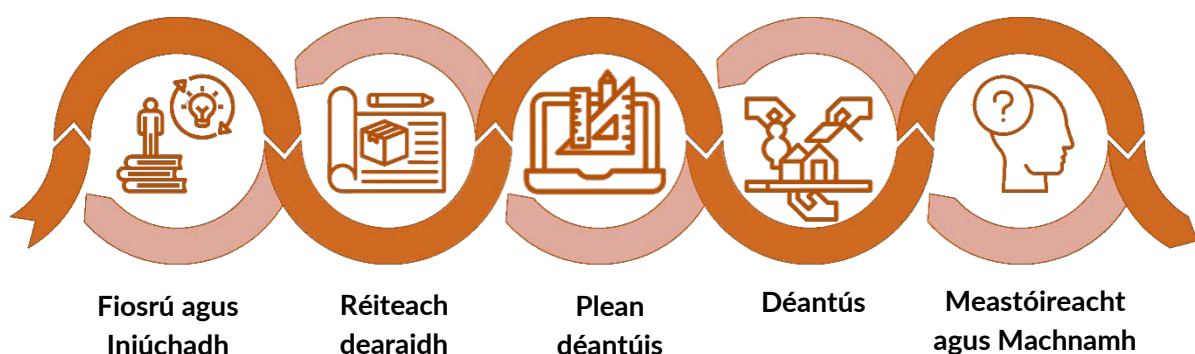 Fiosrú agus
Iniúchadh
Réiteach
dearaidh
Plean
déantúis
Déantús
Meastóireacht
agus Machnamh
?